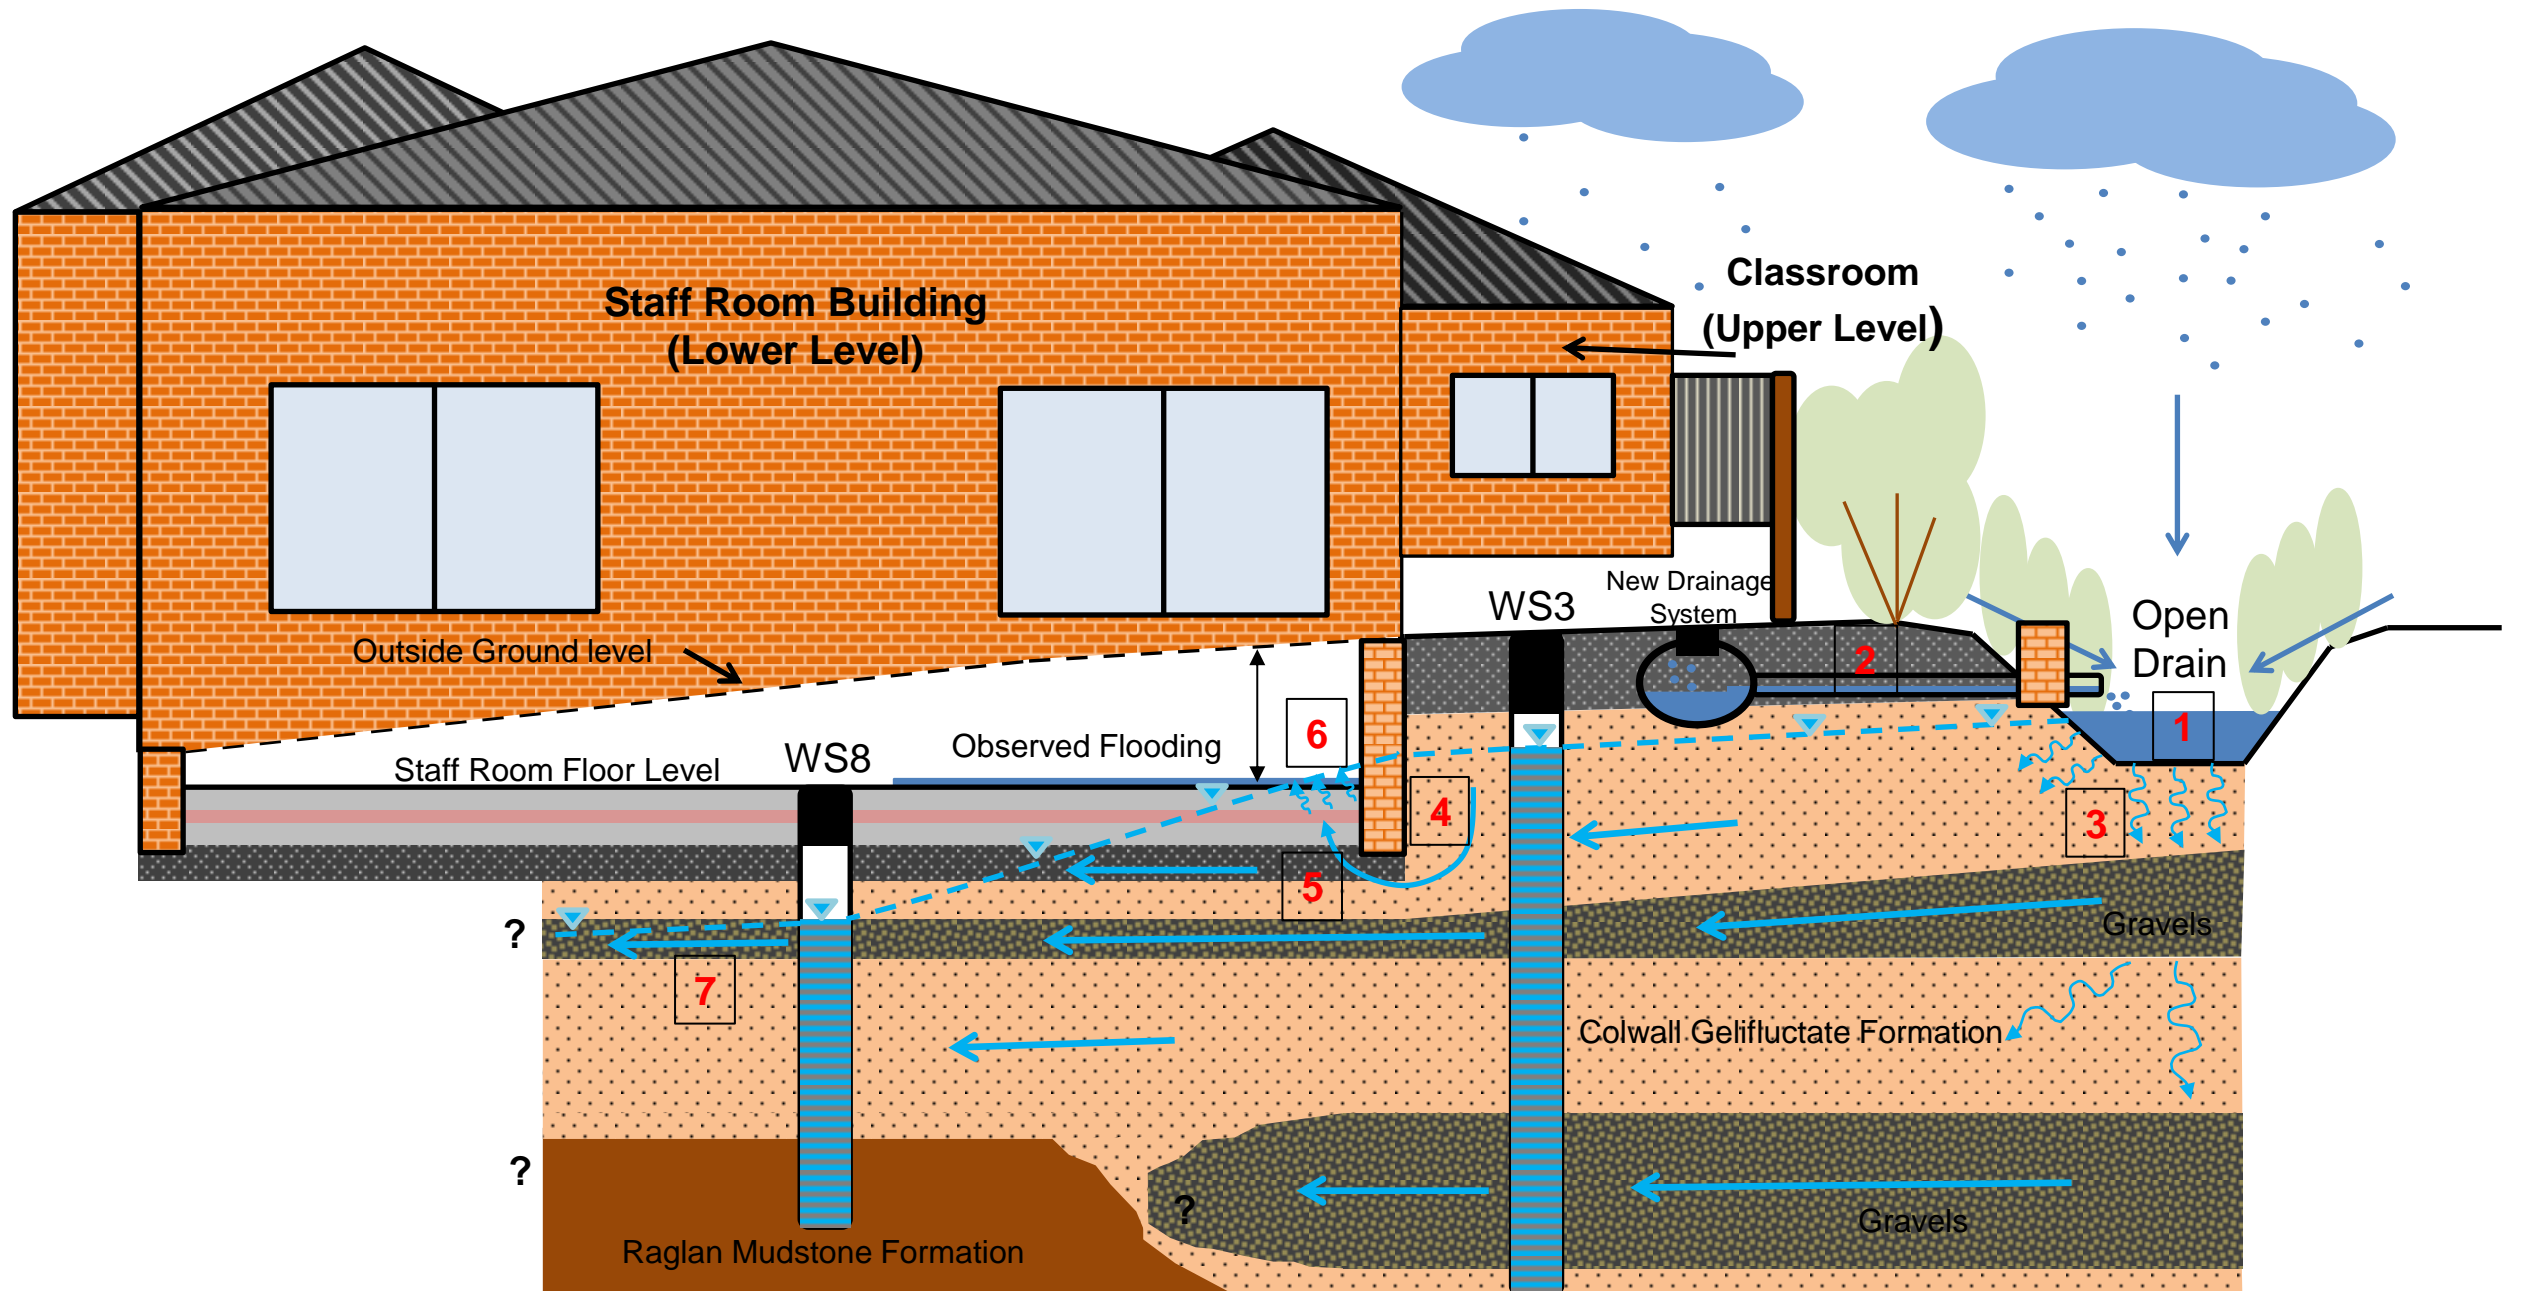 Staff Room Building
(Lower Level)
Classroom
(Upper Level)
Outside Ground level
WS3
New Drainage
System
Open
Drain
2
1
6
Observed Flooding
WS8
Staff Room Floor Level
4
3
5
?
Gravels
7
Colwall Gelifluctate Formation
?
?
Gravels
Raglan Mudstone Formation